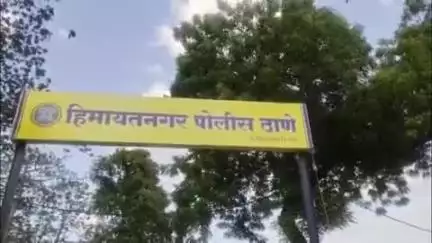 हिमायतनगर पोलीस ठाणे